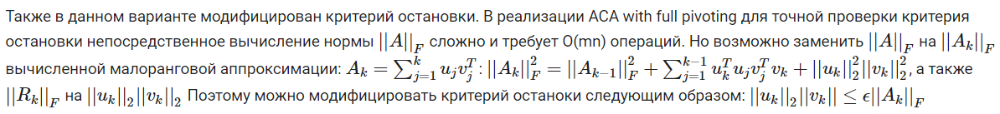 Также в данном варианте модифицирован критерий остановки. В реализации ACA with full pivoting для точной проверки критерия
остановки непосредственное вычисление нормы $||A||_F$ сложно и требует O(mn) операций. Но возможно заменить $||A||_F$ на $||A_k||_F$
вычисленной малоранговой аппроксимации: $A_k = \sum_{j=1}^{k} u_j v_j^T$: $||A_k||_F^2 = ||A_{k-1}||_F^2 + \sum_{j=1}^{k-1} u_k^T u_j v_j^T v_k + ||u_k||_2^2 ||v_k||_2^2$, а также
$||R_k||_F$ на $||u_k||_2 ||v_k||_2$ Поэтому можно модифицировать критерий останоки следующим образом: $||u_k||_2 ||v_k|| \leq \epsilon ||A_k||_F$